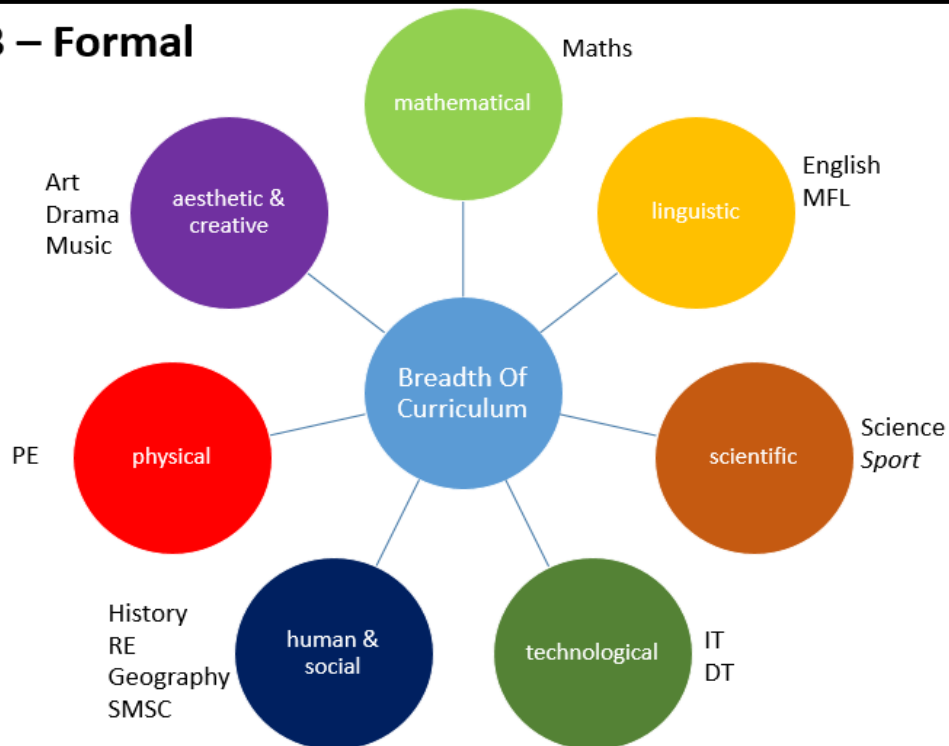 – Formal
Maths
mathematical
English
MFL
linguistic
Science
Sport
scientific
IT
DT
technological
History
RE
Geography
SMSC
human &
social
PE
physical
Art
Drama
Music
aesthetic &
creative
Breadth Of
Curriculum